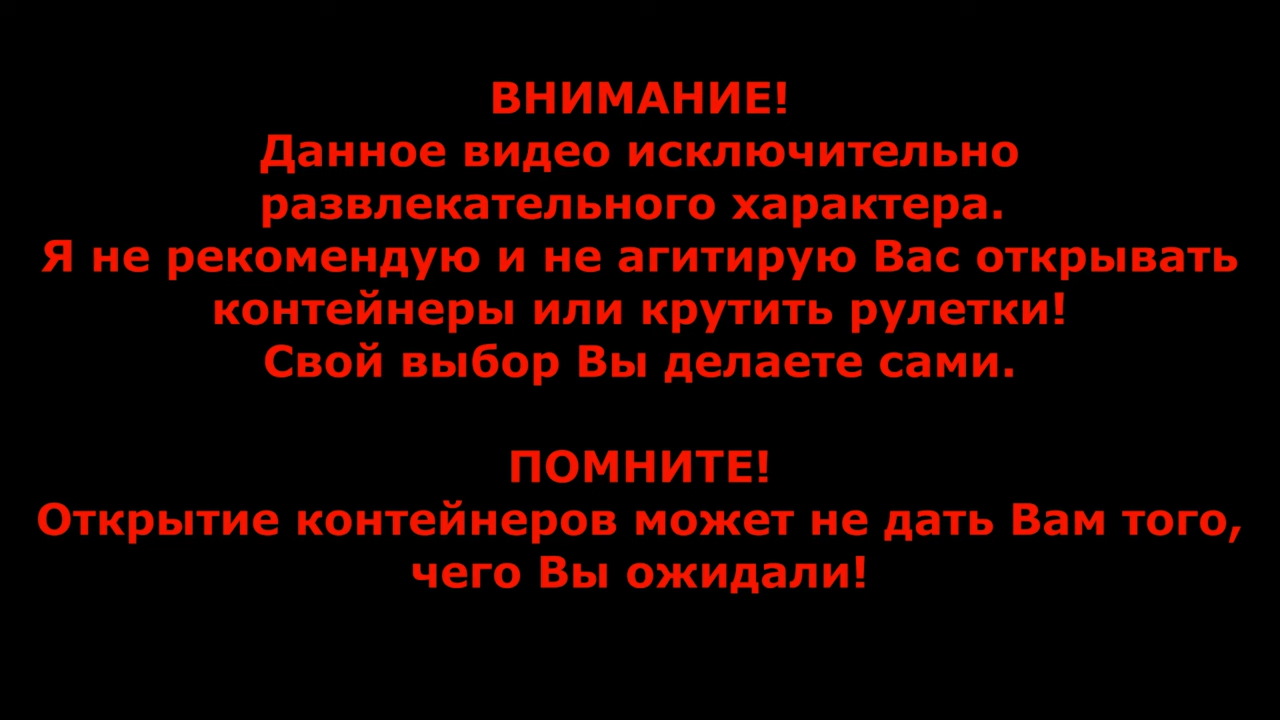 ВНИМАНИЕ!
Данное видео исключительно
развлекательного характера.
Я не рекомендую и не агитирую Вас открывать
контейнеры или крутить рулетки!
Свой выбор Вы делаете сами.
ПОМНИТЕ!
Открытие контейнеров может не дать Вам того,
чего Вы ожидали!